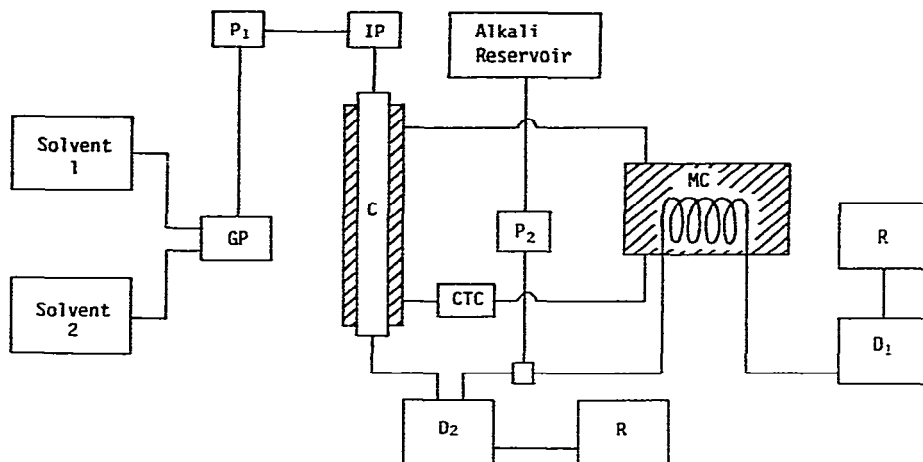 P₁
IP
Alkali
Reservoir
Solvent
1
MC
C
GP
P₂
R
Solvent
2
CTC
D₁
D₂
R